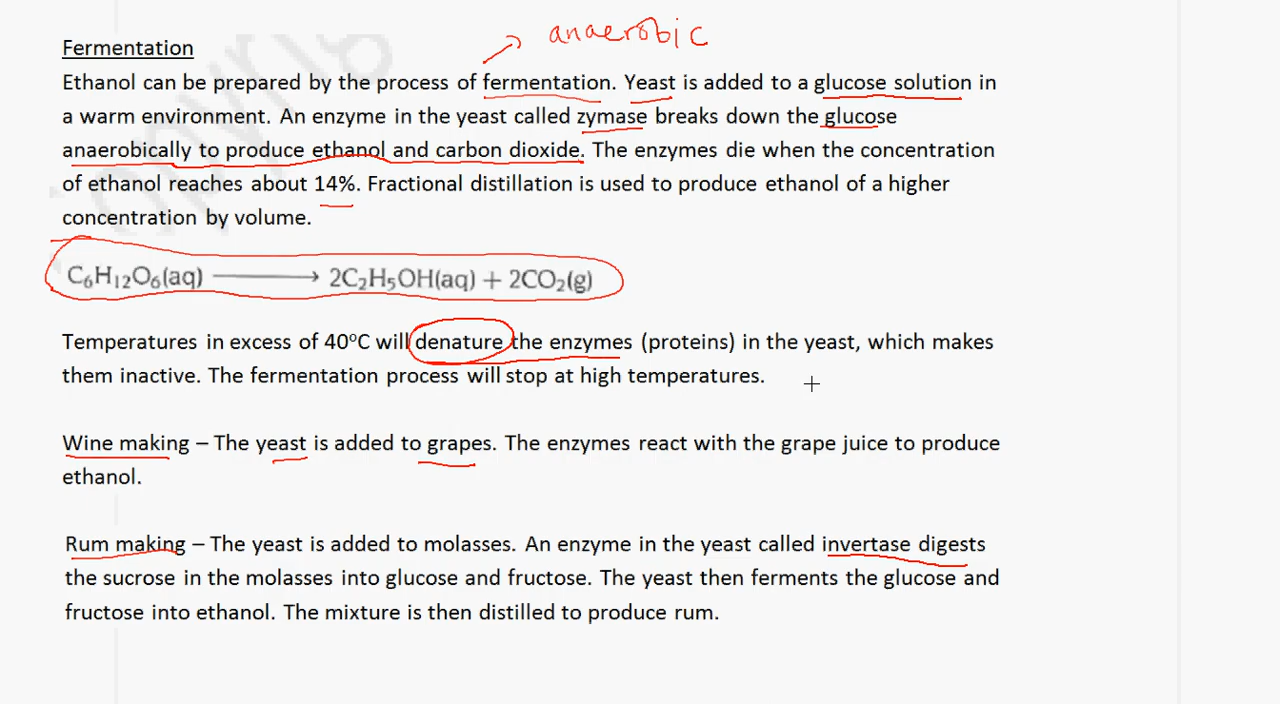 anaerobic
Fermentation
Ethanol can be prepared by the process of fermentation. Yeast is added to a glucose solution in
a warm environment. An enzyme in the yeast called zymase breaks down the glucose
anaerobically to produce ethanol and carbon dioxide. The enzymes die when the concentration
of ethanol reaches about 14%. Fractional distillation is used to produce ethanol of a higher
concentration by volume.
C₆H₁₂O₆(aq) ⟶ 2C₂H₅OH(aq) + 2CO₂(g)
Temperatures in excess of 40°C will denature the enzymes (proteins) in the yeast, which makes
them inactive. The fermentation process will stop at high temperatures.
Wine making – The yeast is added to grapes. The enzymes react with the grape juice to produce
ethanol.
Rum making – The yeast is added to molasses. An enzyme in the yeast called invertase digests
the sucrose in the molasses into glucose and fructose. The yeast then ferments the glucose and
fructose into ethanol. The mixture is then distilled to produce rum.